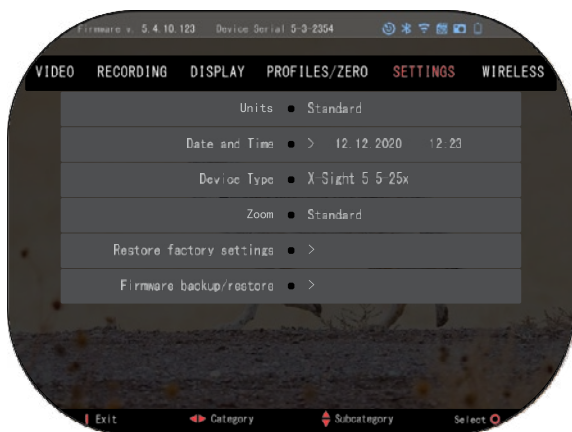 Firmware v. 5.4.10.123 Device Serial 5-3-2354
VIDEO RECORDING DISPLAY PROFILES/ZERO SETTINGS WIRELESS
Units ● Standard
Date and Time ● > 12.12.2020 12:23
Device Type ● X-Sight 5 5-25x
Zoom ● Standard
Restore factory settings ● >
Firmware backup/restore ● >
Exit Category Subcategory Select